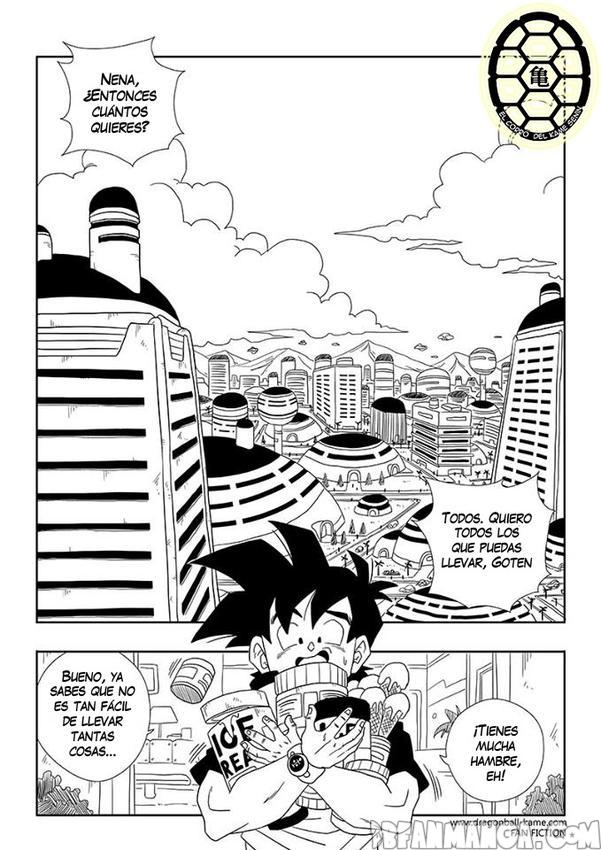 亀
EL CORPO DEL KAME SENIN
NENA,
¿ENTONCES
CUÁNTOS
QUIERES?
TODOS. QUIERO
TODOS LOS
QUE PUEDAS
LLEVAR, GOTEN
BUENO, YA
SABES QUE NO
ES TAN FÁCIL
DE LLEVAR
TANTAS
COSAS...
ICE
REA
¡TIENES
MUCHA
HAMBRE,
EH!
www.dragonball-kame.com
FAN FICTION
DBFANMANGA.COM